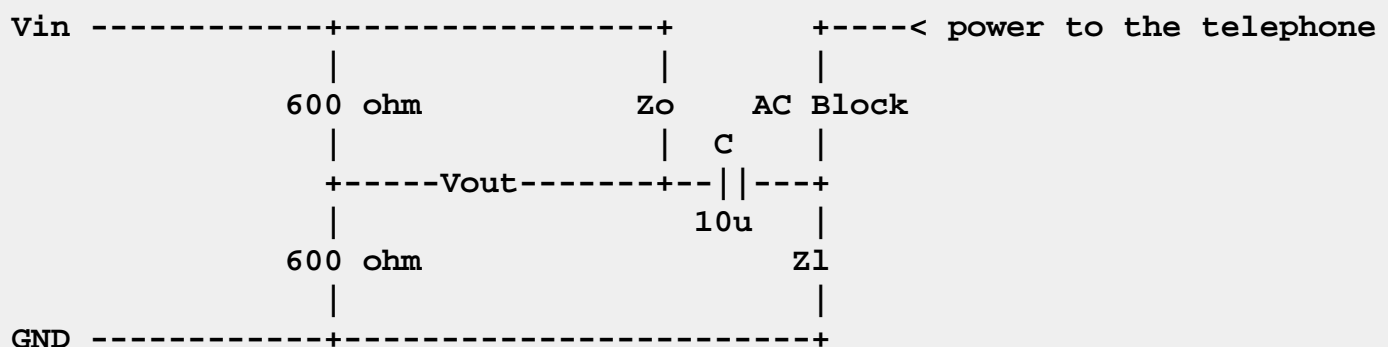 Vin ------------+----------------+       +----< power to the telephone
                |                |       |
              600 ohm           Zo    AC Block
                |                |  C    |
                +-----Vout-------+--||---+
                |                  10u   |
              600 ohm                   Zl
                |                        |
GND ------------+------------------------+